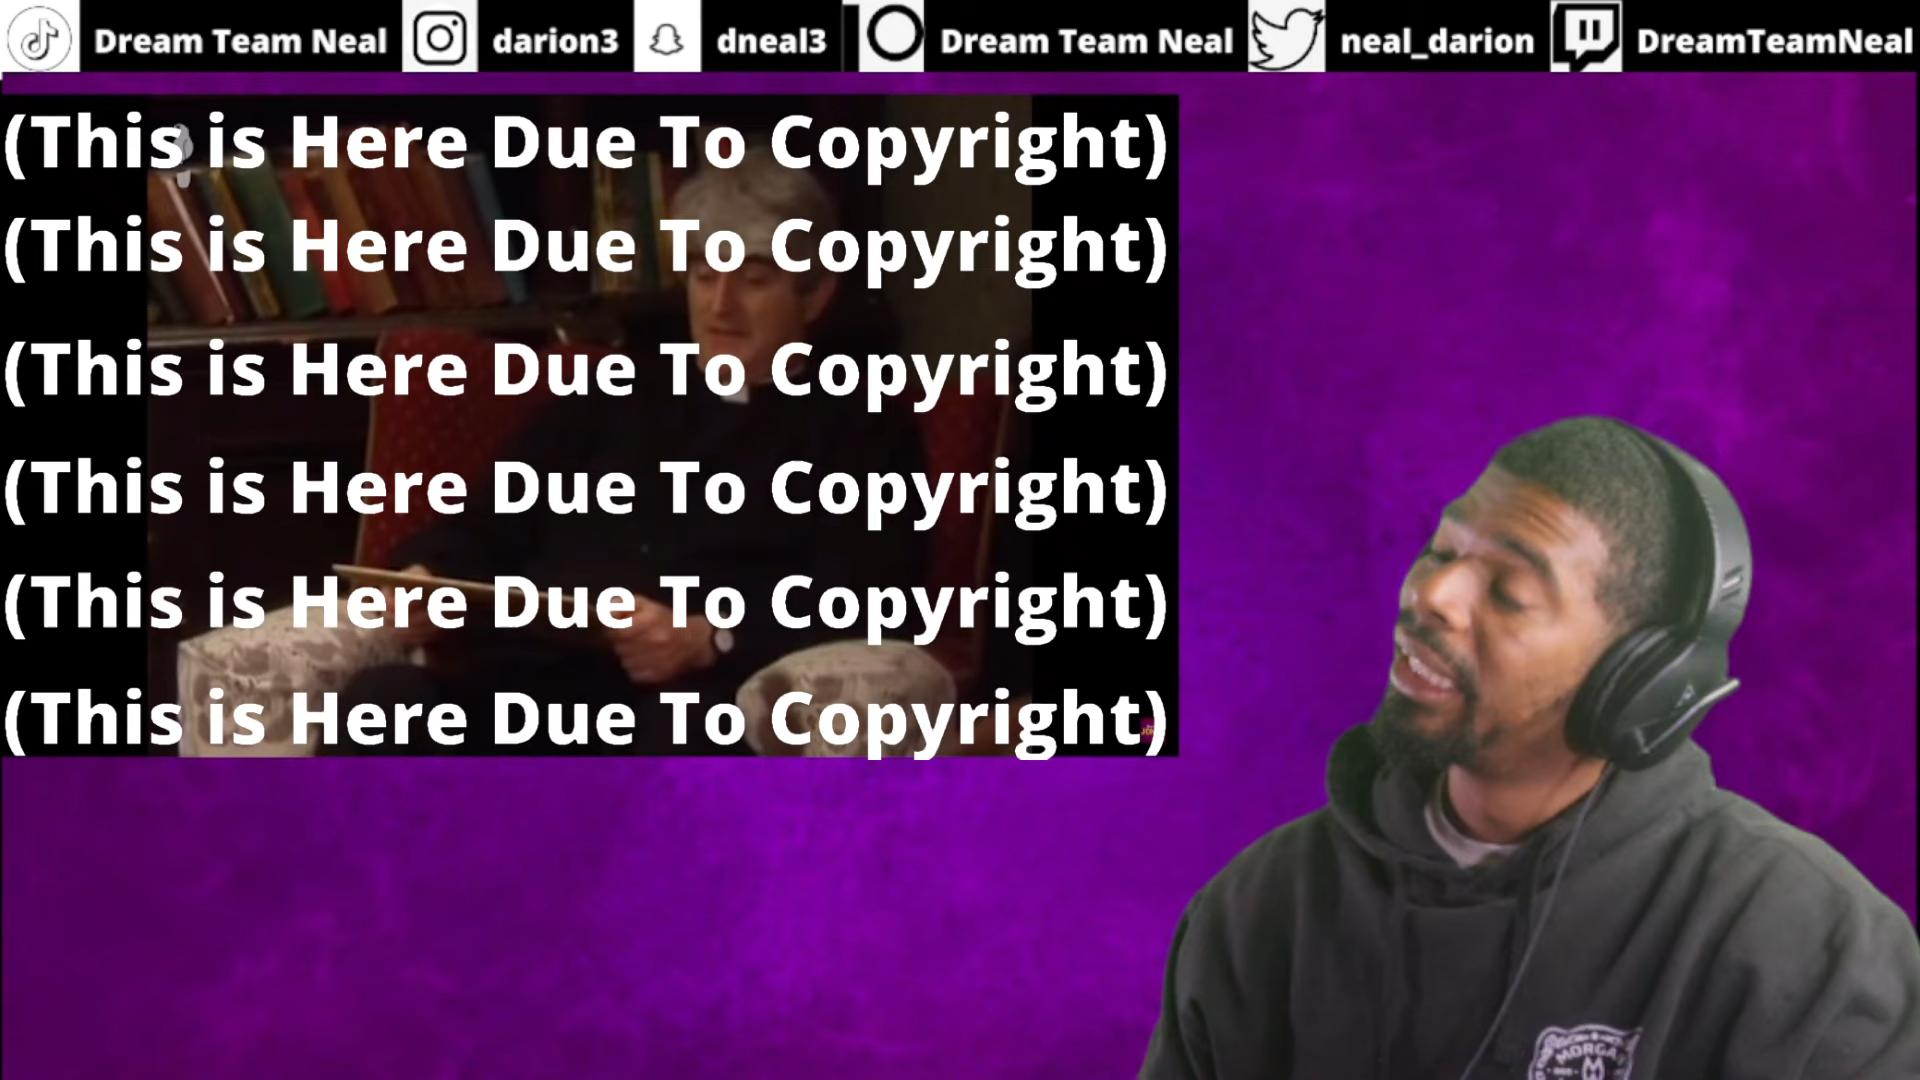 Dream Team Neal darion3 dneal3 Dream Team Neal neal_darion DreamTeamNeal
(This is Here Due To Copyright)
(This is Here Due To Copyright)
(This is Here Due To Copyright)
(This is Here Due To Copyright)
(This is Here Due To Copyright)
(This is Here Due To Copyright)
MORGA